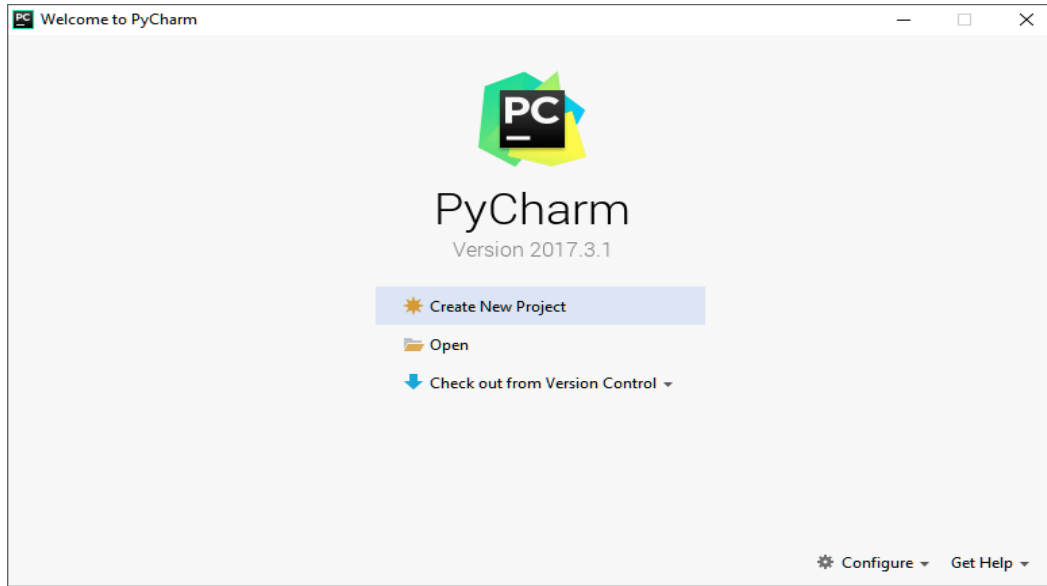 PC Welcome to PyCharm
PC
PyCharm
Version 2017.3.1
Create New Project
Open
Check out from Version Control
Configure Get Help